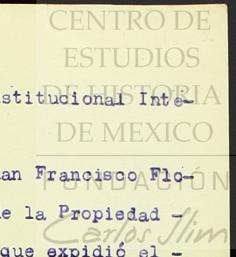 CENTRO DE
ESTUDIOS
stitucional Inte-
DE HISTORIA
DE MEXICO
an Francisco Flo-
FUNDACIÓN
e la Propiedad -
Carlos Slim
que expidió el -